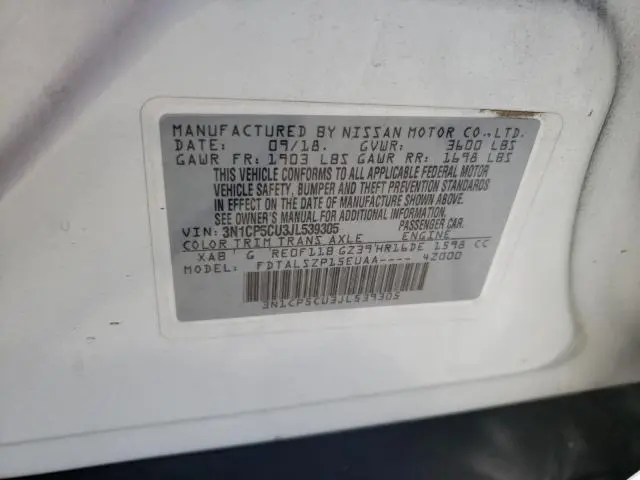 MANUFACTURED BY NISSAN MOTOR CO.,LTD.
DATE: 09/18. GVWR: 3600 LBS
GAWR FR: 1903 LBS GAWR RR: 1698 LBS
THIS VEHICLE CONFORMS TO ALL APPLICABLE FEDERAL MOTOR
VEHICLE SAFETY, BUMPER AND THEFT PREVENTION STANDARDS
IN EFFECT ON THE DATE OF MANUFACTURE SHOWN ABOVE.
SEE OWNER'S MANUAL FOR ADDITIONAL INFORMATION.
VIN: 3N1CP5CU3JL539305 PASSENGER CAR.
COLOR TRIM TRANS AXLE ENGINE
XAB G RE0F11B GZ39 HR16DE 1598 CC
MODEL: FDTALSZP15EUAA---- 42000
3N1CP5CU3JL539305